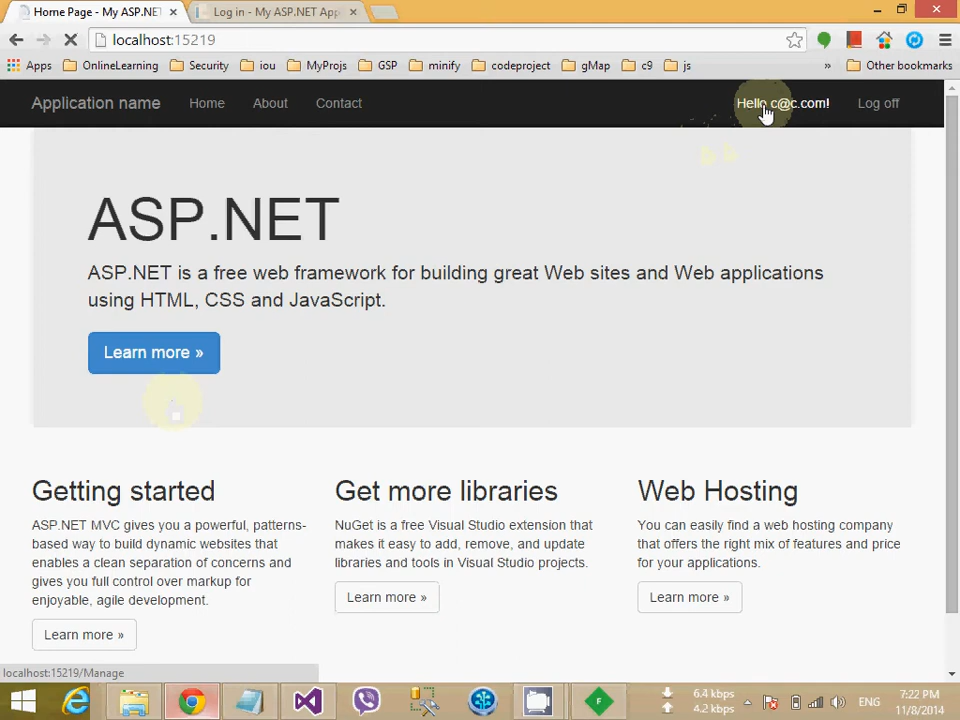 Home Page - My ASP.NET
Log in - My ASP.NET App
localhost:15219
Apps OnlineLearning Security iou MyProjs GSP minify codeproject gMap c9 js » Other bookmarks
Application name Home About Contact Hello c@c.com! Log off
ASP.NET
ASP.NET is a free web framework for building great Web sites and Web applications
using HTML, CSS and JavaScript.
Learn more »
Getting started
ASP.NET MVC gives you a powerful, patterns-
based way to build dynamic websites that
enables a clean separation of concerns and
gives you full control over markup for
enjoyable, agile development.
Learn more »
Get more libraries
NuGet is a free Visual Studio extension that
makes it easy to add, remove, and update
libraries and tools in Visual Studio projects.
Learn more »
Web Hosting
You can easily find a web hosting company
that offers the right mix of features and price
for your applications.
Learn more »
localhost:15219/Manage
6.4 kbps
4.2 kbps
ENG
7:22 PM
11/8/2014